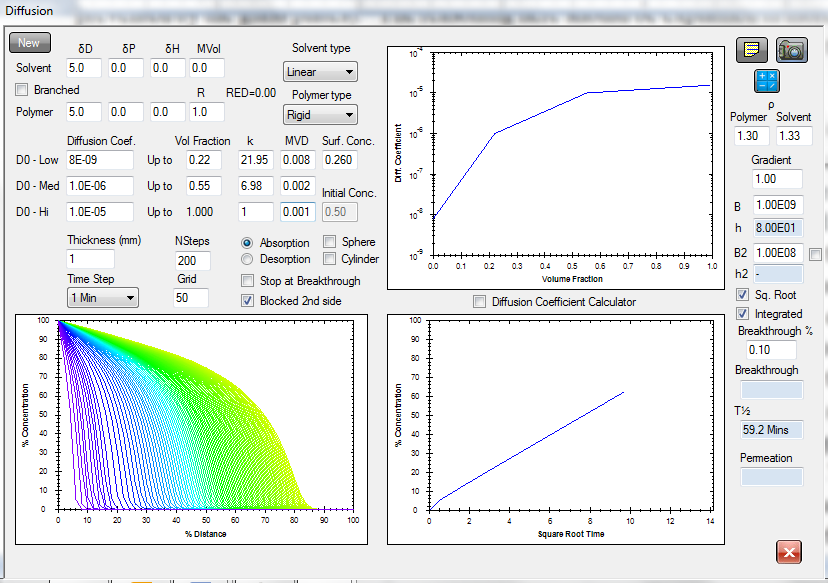 Diffusion
New
δD δP δH MVol
Solvent 5.0 0.0 0.0 0.0
Branched R RED=0.00
Polymer 5.0 0.0 0.0 1.0
Solvent type
Linear
Polymer type
Rigid
Diffusion Coef. Vol Fraction k MVD Surf. Conc.
D0 - Low 8E-09 Up to 0.22 21.95 0.008 0.260
D0 - Med 1.0E-06 Up to 0.55 6.98 0.002
Initial Conc.
D0 - Hi 1.0E-05 Up to 1.000 1 0.001 0.50
Thickness (mm) NSteps Absorption Sphere
1 200 Desorption Cylinder
Time Step Grid Stop at Breakthrough
1 Min 50 Blocked 2nd side
10-4
10-5
10-6
10-7
10-8
10-9
Diff. Coefficient
0.0 0.1 0.2 0.3 0.4 0.5 0.6 0.7 0.8 0.9 1.0
Volume Fraction
Diffusion Coefficient Calculator
ρ
Polymer Solvent
1.30 1.33
Gradient
1.00
B 1.00E09
h 8.00E01
B2 1.00E08
h2 -
Sq. Root
Integrated
Breakthrough %
0.10
Breakthrough
T½
59.2 Mins
Permeation
100
90
80
70
60
50
40
30
20
10
0
% Concentration
0 10 20 30 40 50 60 70 80 90 100
% Distance
100
90
80
70
60
50
40
30
20
10
0
% Concentration
0 2 4 6 8 10 12 14
Square Root Time